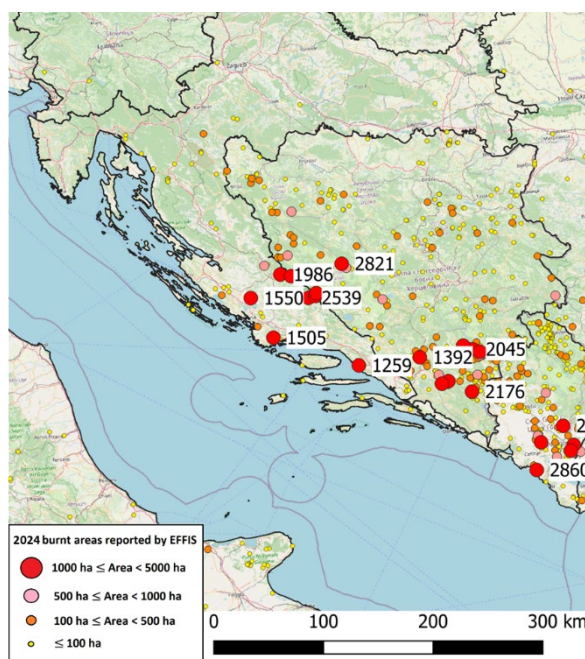 Zagreb
2821
1986
1550
2539
1505
1392
2045
1259
2176
2
2860
2024 burnt areas reported by EFFIS
1000 ha ≤ Area < 5000 ha
500 ha ≤ Area < 1000 ha
100 ha ≤ Area < 500 ha
≤ 100 ha
0 100 200 300 km